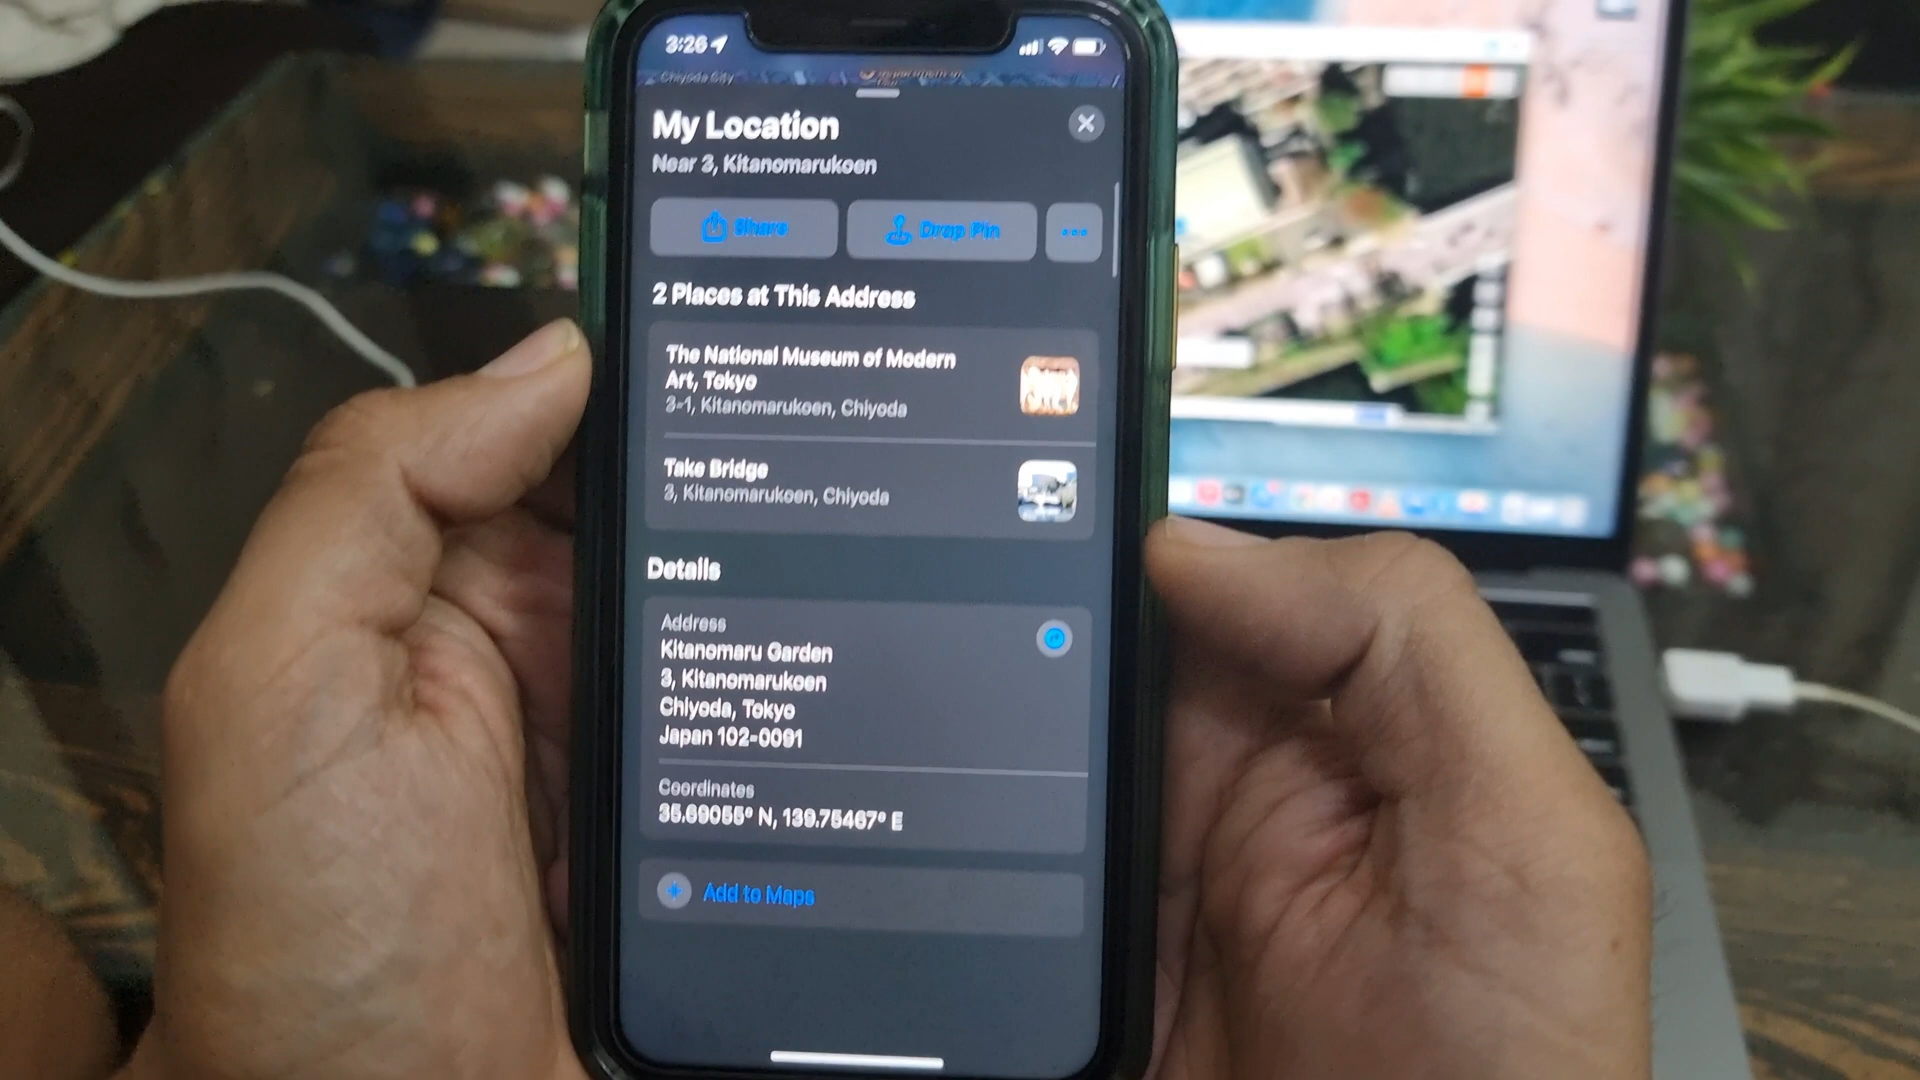 3:26
Chiyoda City
My Location
Near 3, Kitanomarukoen
Share
Drop Pin
2 Places at This Address
The National Museum of Modern
Art, Tokyo
3-1, Kitanomarukoen, Chiyoda
Take Bridge
3, Kitanomarukoen, Chiyoda
Details
Address
Kitanomaru Garden
3, Kitanomarukoen
Chiyoda, Tokyo
Japan 102-0091
Coordinates
35.69055° N, 139.75467° E
Add to Maps